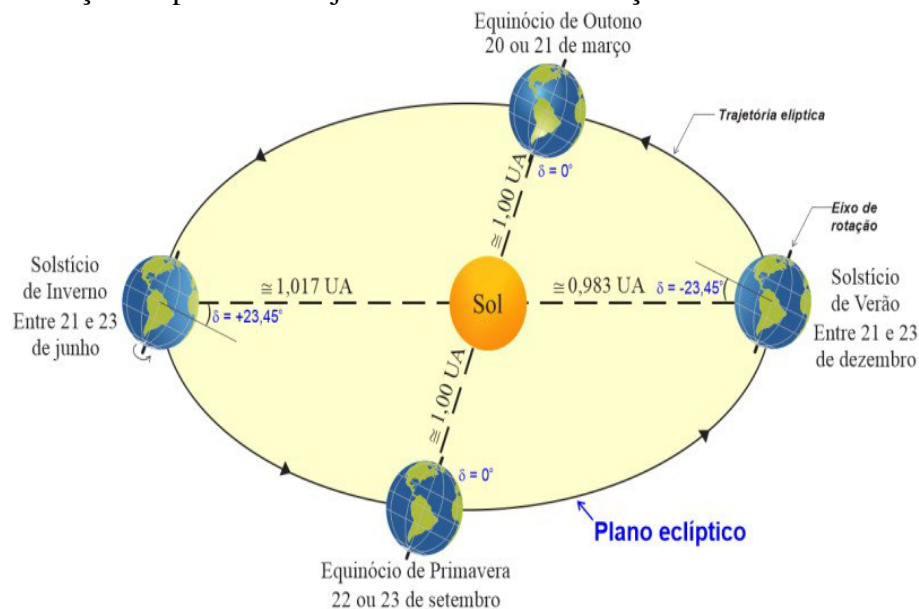 Equinócio de Outono
20 ou 21 de março
Trajetória elíptica
δ = 0°
≅ 1,00 UA
Eixo de
rotação
Solstício
de Inverno
Entre 21 e 23
de junho
≅1,017 UA
δ = +23,45°
Sol
≅0,983 UA
δ = -23,45°
Solstício
de Verão
Entre 21 e 23
de dezembro
≅ 1,00 UA
δ = 0°
Plano eclíptico
Equinócio de Primavera
22 ou 23 de setembro